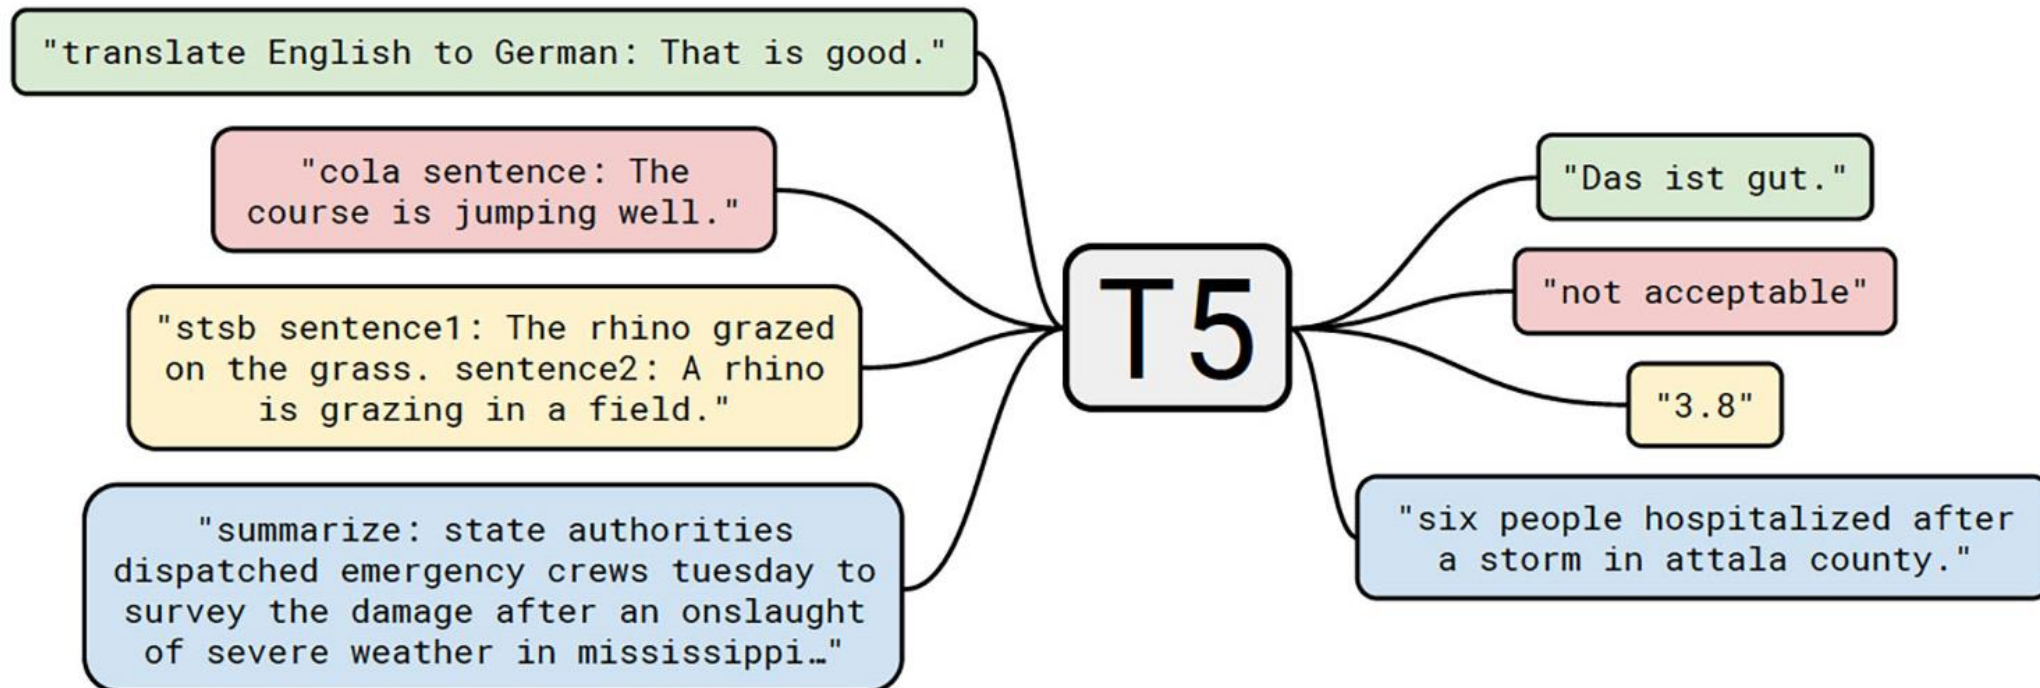 "translate English to German: That is good."
"cola sentence: The
course is jumping well."
"stsb sentence1: The rhino grazed
on the grass. sentence2: A rhino
is grazing in a field."
"summarize: state authorities
dispatched emergency crews tuesday to
survey the damage after an onslaught
of severe weather in mississippi…"
T5
"Das ist gut."
"not acceptable"
"3.8"
"six people hospitalized after
a storm in attala county."